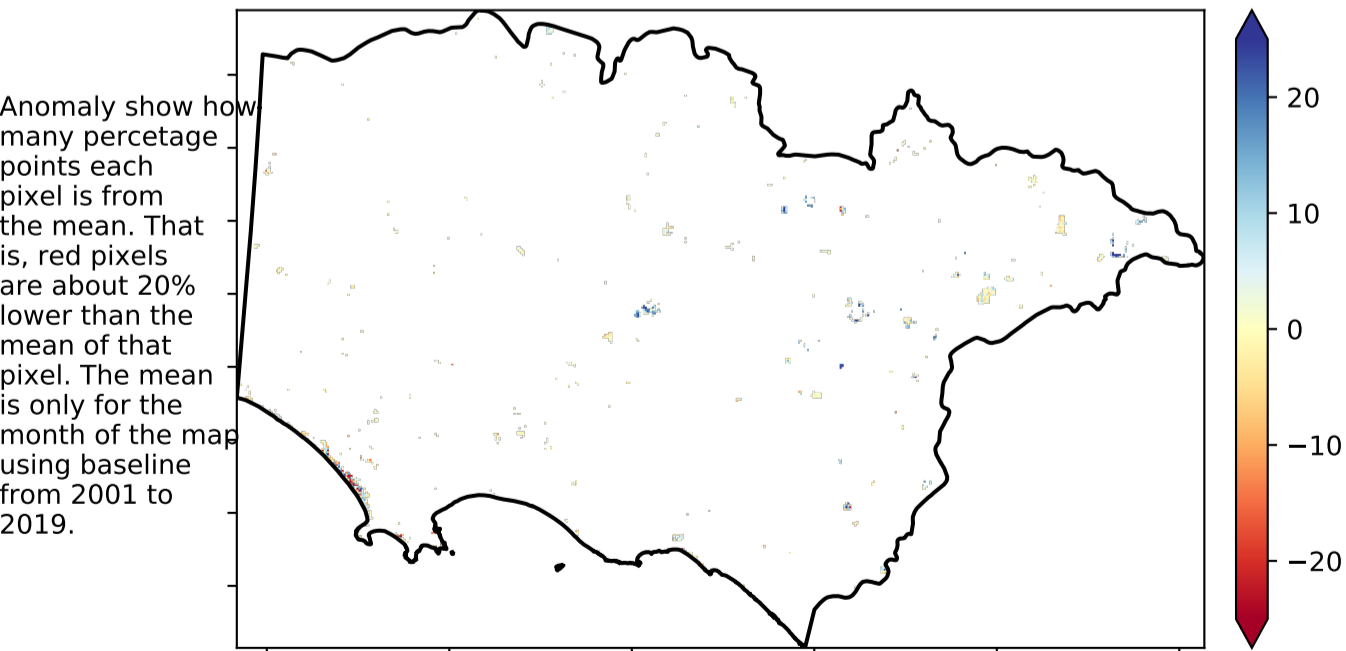 Anomaly show how
many percetage
points each
pixel is from
the mean. That
is, red pixels
are about 20%
lower than the
mean of that
pixel. The mean
is only for the
month of the map
using baseline
from 2001 to
2019.
20
10
0
−10
−20